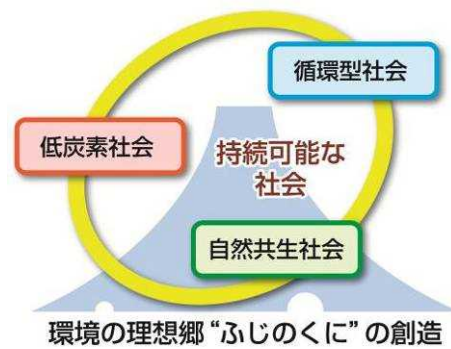 循環型社会
低炭素社会
持続可能な
社会
自然共生社会
環境の理想郷“ふじのくに”の創造